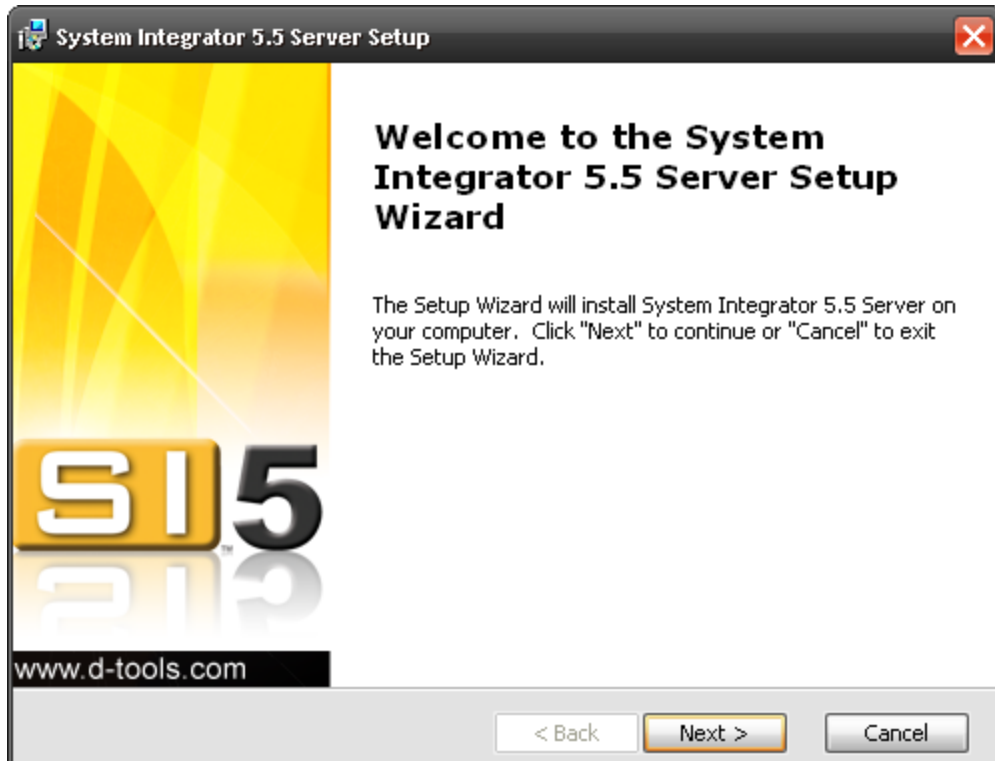 System Integrator 5.5 Server Setup
Welcome to the System
Integrator 5.5 Server Setup
Wizard
The Setup Wizard will install System Integrator 5.5 Server on
your computer.  Click "Next" to continue or "Cancel" to exit
the Setup Wizard.
SI5
™
www.d-tools.com
< Back
Next >
Cancel